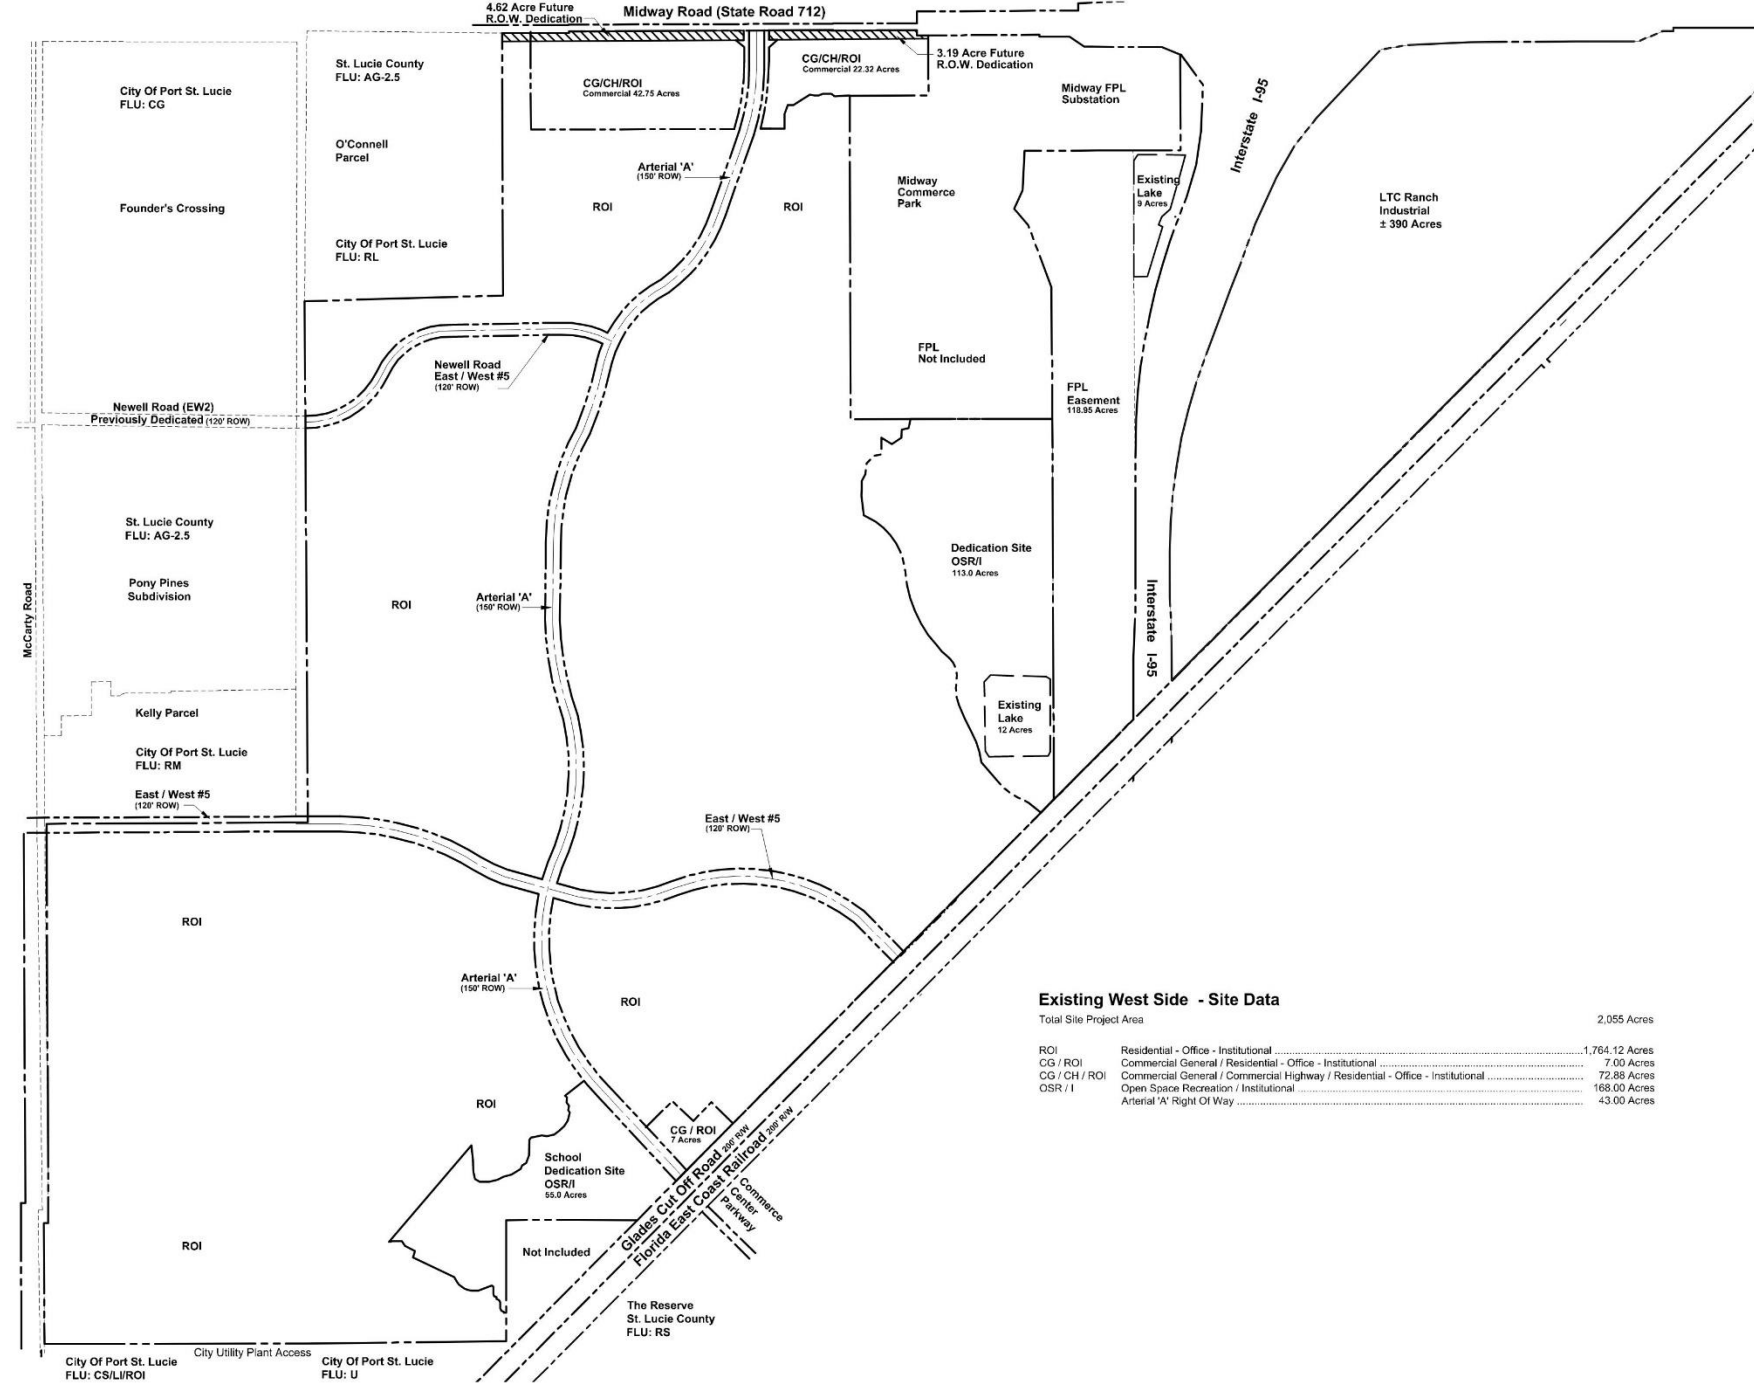 4.62 Acre Future
R.O.W. Dedication
Midway Road (State Road 712)
3.19 Acre Future
R.O.W. Dedication
City Of Port St. Lucie
FLU: CG
St. Lucie County
FLU: AG-2.5
CG/CH/ROI
Commercial 42.75 Acres
CG/CH/ROI
Commercial 22.32 Acres
Midway FPL
Substation
Interstate I-95
O'Connell
Parcel
Arterial 'A'
(150' ROW)
Founder's Crossing
ROI
ROI
Midway
Commerce
Park
Existing
Lake
9 Acres
LTC Ranch
Industrial
± 390 Acres
City Of Port St. Lucie
FLU: RL
Newell Road
East / West #5
(120' ROW)
FPL
Not Included
FPL
Easement
118.95 Acres
Newell Road (EW2)
Previously Dedicated (120' ROW)
St. Lucie County
FLU: AG-2.5
Pony Pines
Subdivision
McCarty Road
ROI
Arterial 'A'
(150' ROW)
Dedication Site
OSR/I
113.0 Acres
Interstate I-95
Kelly Parcel
City Of Port St. Lucie
FLU: RM
Existing
Lake
12 Acres
East / West #5
(120' ROW)
East / West #5
(120' ROW)
ROI
Arterial 'A'
(150' ROW)
ROI
Existing West Side - Site Data
Total Site Project Area 2,055 Acres
ROI Residential - Office - Institutional 1,764.12 Acres
CG / ROI Commercial General / Residential - Office - Institutional 7.00 Acres
CG / CH / ROI Commercial General / Commercial Highway / Residential - Office - Institutional 72.88 Acres
OSR / I Open Space Recreation / Institutional 168.00 Acres
Arterial 'A' Right Of Way 43.00 Acres
ROI
CG / ROI
7 Acres
School
Dedication Site
OSR/I
55.0 Acres
Glades Cut Off Road 200' R/W
Florida East Coast Railroad 200' R/W
Commerce
Center
Parkway
ROI
Not Included
The Reserve
St. Lucie County
FLU: RS
City Utility Plant Access
City Of Port St. Lucie
FLU: CS/LI/ROI
City Of Port St. Lucie
FLU: U